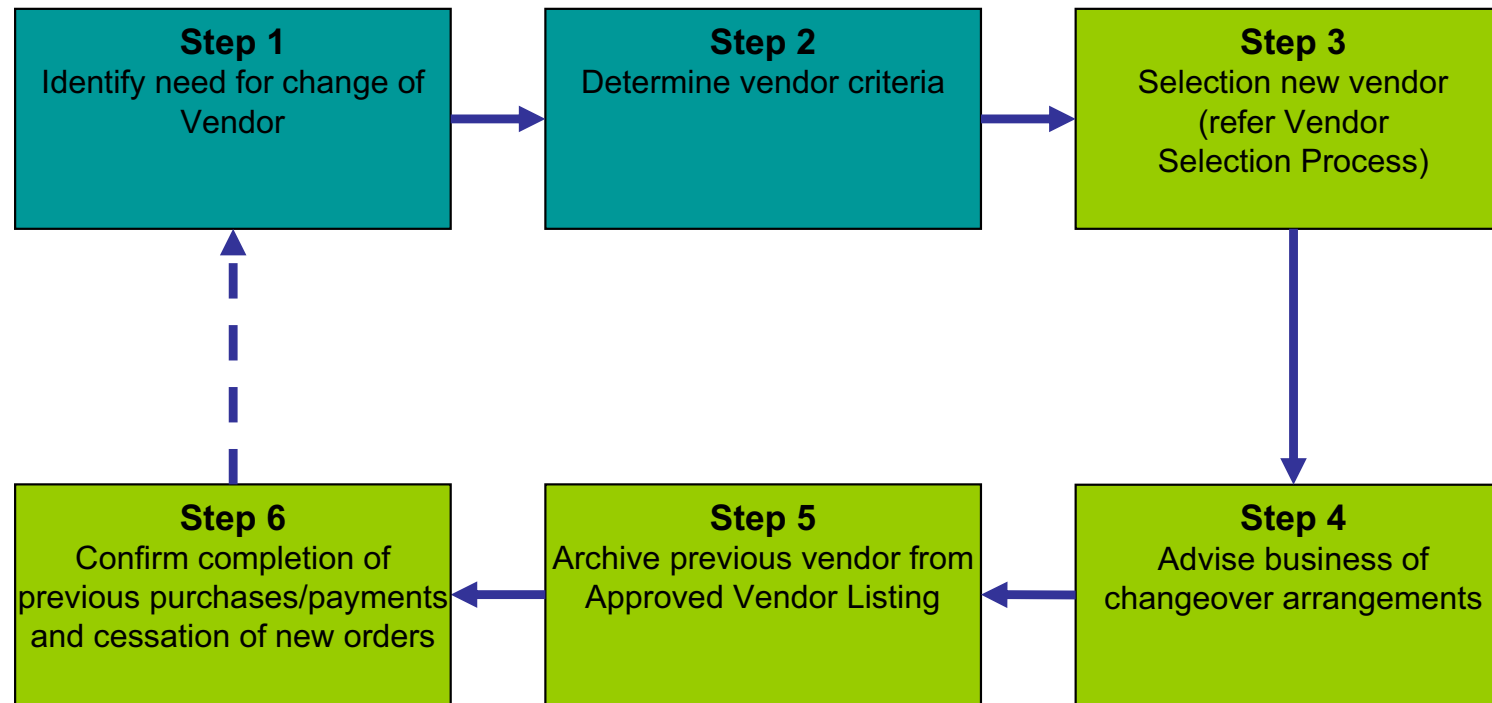 Step 1
Identify need for change of
Vendor
Step 2
Determine vendor criteria
Step 3
Selection new vendor
(refer Vendor
Selection Process)
Step 4
Advise business of
changeover arrangements
Step 5
Archive previous vendor from
Approved Vendor Listing
Step 6
Confirm completion of
previous purchases/payments
and cessation of new orders